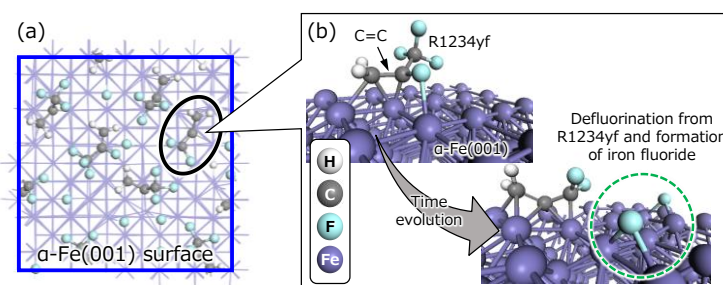 (a)
α-Fe(001) surface
(b)
C=C
R1234yf
α-Fe(001)
H
C
F
Fe
Time
evolution
Defluorination from
R1234yf and formation
of iron fluoride